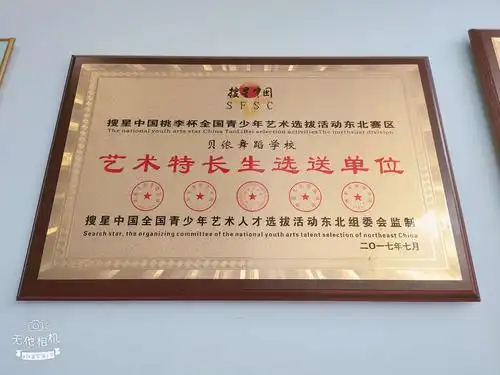 搜星中国
SFSC
搜星中国桃李杯全国青少年艺术选拔活动东北赛区
The national youth arts star China TaoLiBei selection activitiesThe northeast division
贝依舞蹈学校
艺术特长生选送单位
搜星中国全国青少年艺术人才选拔活动东北组委会监制
Search star, the organizing committee of the national youth arts talent selection of northeast China
二〇一七年七月
无他相机